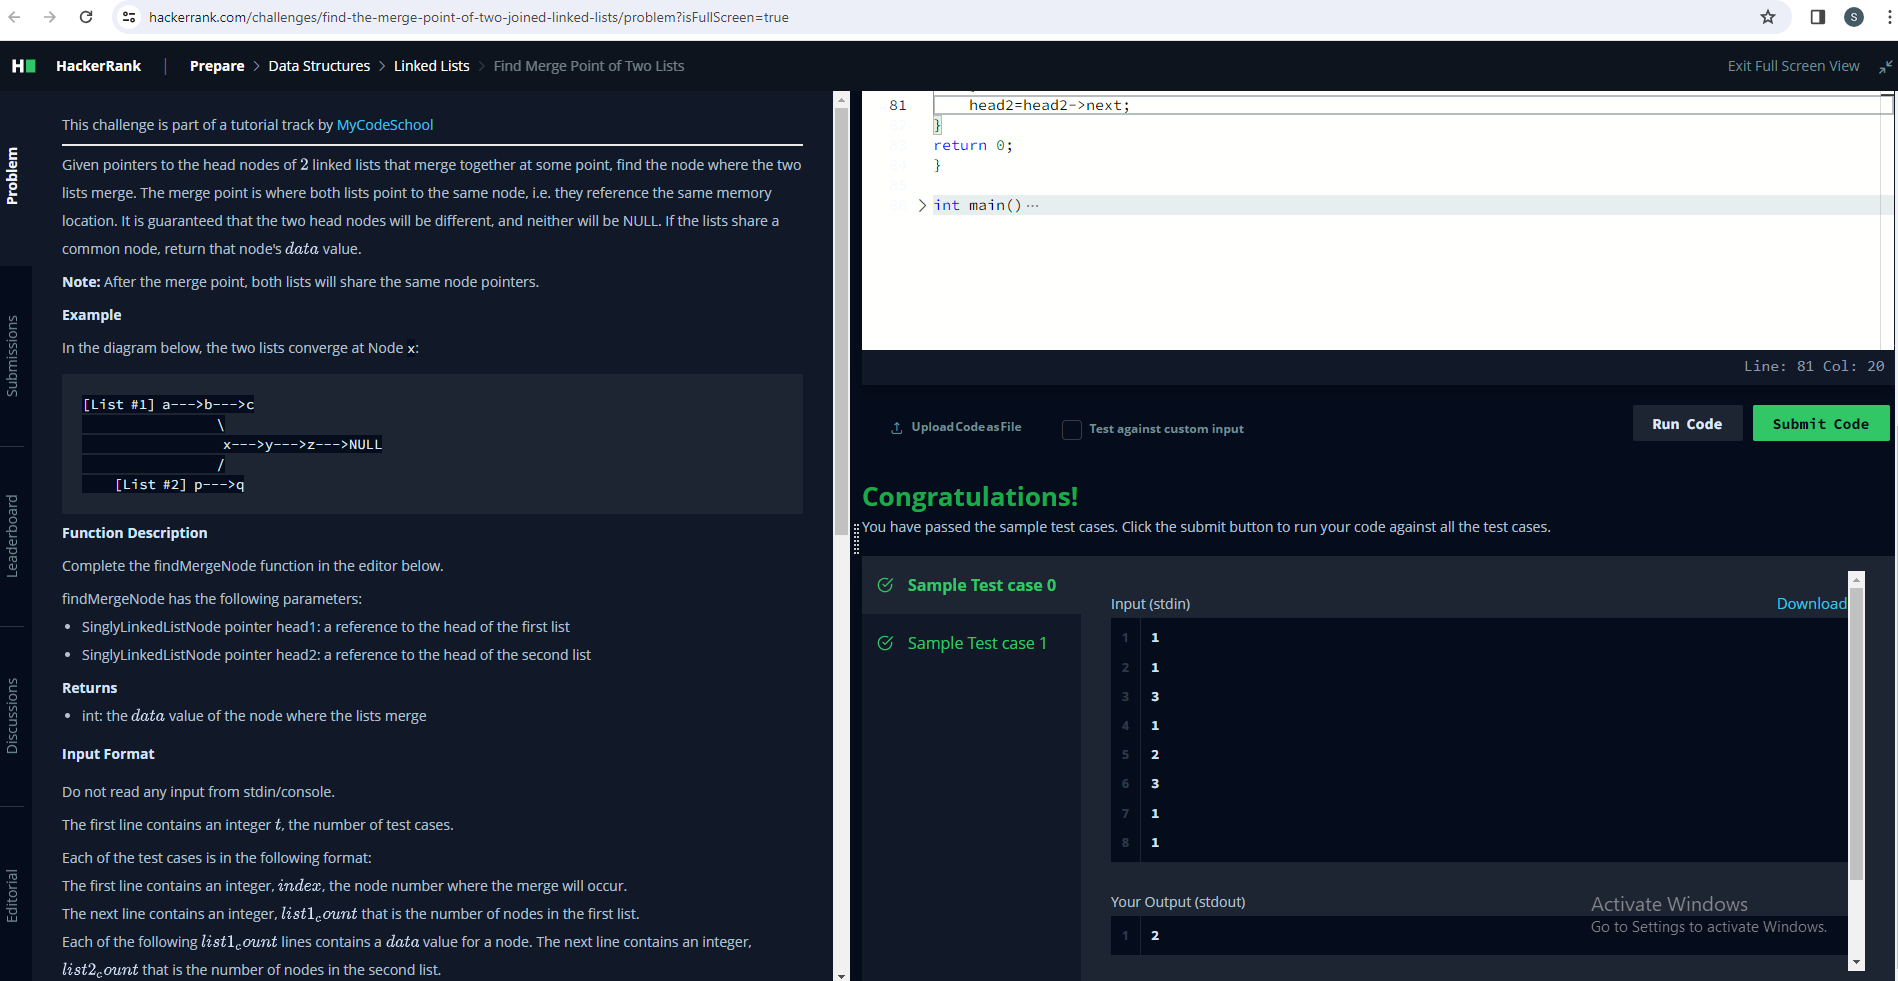 hackerrank.com/challenges/find-the-merge-point-of-two-joined-linked-lists/problem?isFullScreen=true
S
H
HackerRank | Prepare > Data Structures > Linked Lists > Find Merge Point of Two Lists
Exit Full Screen View
Problem
Submissions
Leaderboard
Discussions
Editorial
This challenge is part of a tutorial track by MyCodeSchool
Given pointers to the head nodes of 2 linked lists that merge together at some point, find the node where the two
lists merge. The merge point is where both lists point to the same node, i.e. they reference the same memory
location. It is guaranteed that the two head nodes will be different, and neither will be NULL. If the lists share a
common node, return that node's data value.
Note: After the merge point, both lists will share the same node pointers.
Example
In the diagram below, the two lists converge at Node x:
[List #1] a--->b--->c
\
x--->y--->z--->NULL
/
[List #2] p--->q
Function Description
Complete the findMergeNode function in the editor below.
findMergeNode has the following parameters:
• SinglyLinkedListNode pointer head1: a reference to the head of the first list
• SinglyLinkedListNode pointer head2: a reference to the head of the second list
Returns
• int: the data value of the node where the lists merge
Input Format
Do not read any input from stdin/console.
The first line contains an integer t, the number of test cases.
Each of the test cases is in the following format:
The first line contains an integer, index, the node number where the merge will occur.
The next line contains an integer, list1_count that is the number of nodes in the first list.
Each of the following list1_count lines contains a data value for a node. The next line contains an integer,
list2_count that is the number of nodes in the second list.
81 head2=head2->next;
82 }
83 return 0;
84 }
85
86 > int main() ···
Line: 81 Col: 20
Upload Code as File
Test against custom input
Run Code
Submit Code
Congratulations!
You have passed the sample test cases. Click the submit button to run your code against all the test cases.
Sample Test case 0
Sample Test case 1
Input (stdin)
Download
1 1
2 1
3 3
4 1
5 2
6 3
7 1
8 1
Your Output (stdout)
1 2
Activate Windows
Go to Settings to activate Windows.